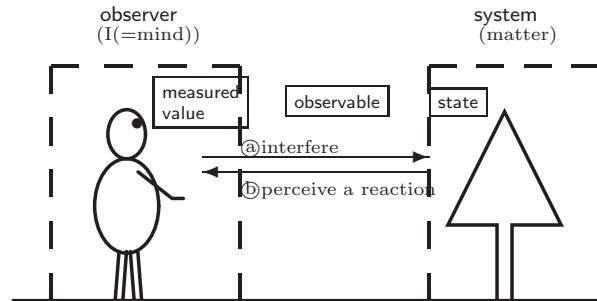 observer
(I(=mind))
system
(matter)
measured
value
observable
state
ⓐinterfere
ⓑperceive a reaction